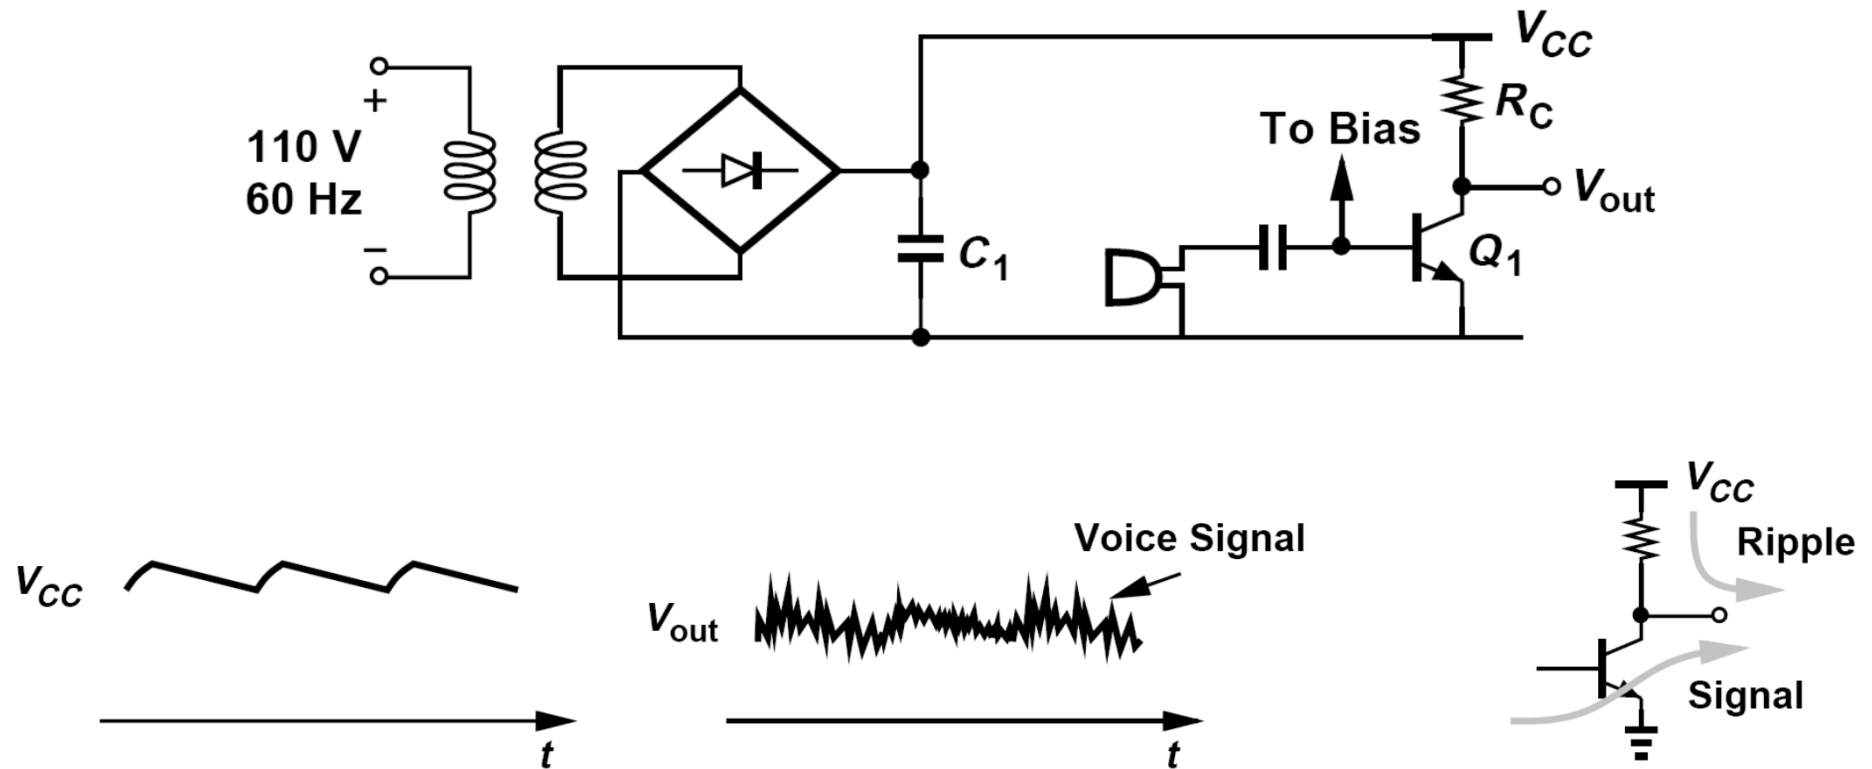 V_CC
+
110 V
60 Hz
−
To Bias
R_C
V_out
C_1
Q_1
V_CC
t
V_out
Voice Signal
t
V_CC
Ripple
Signal